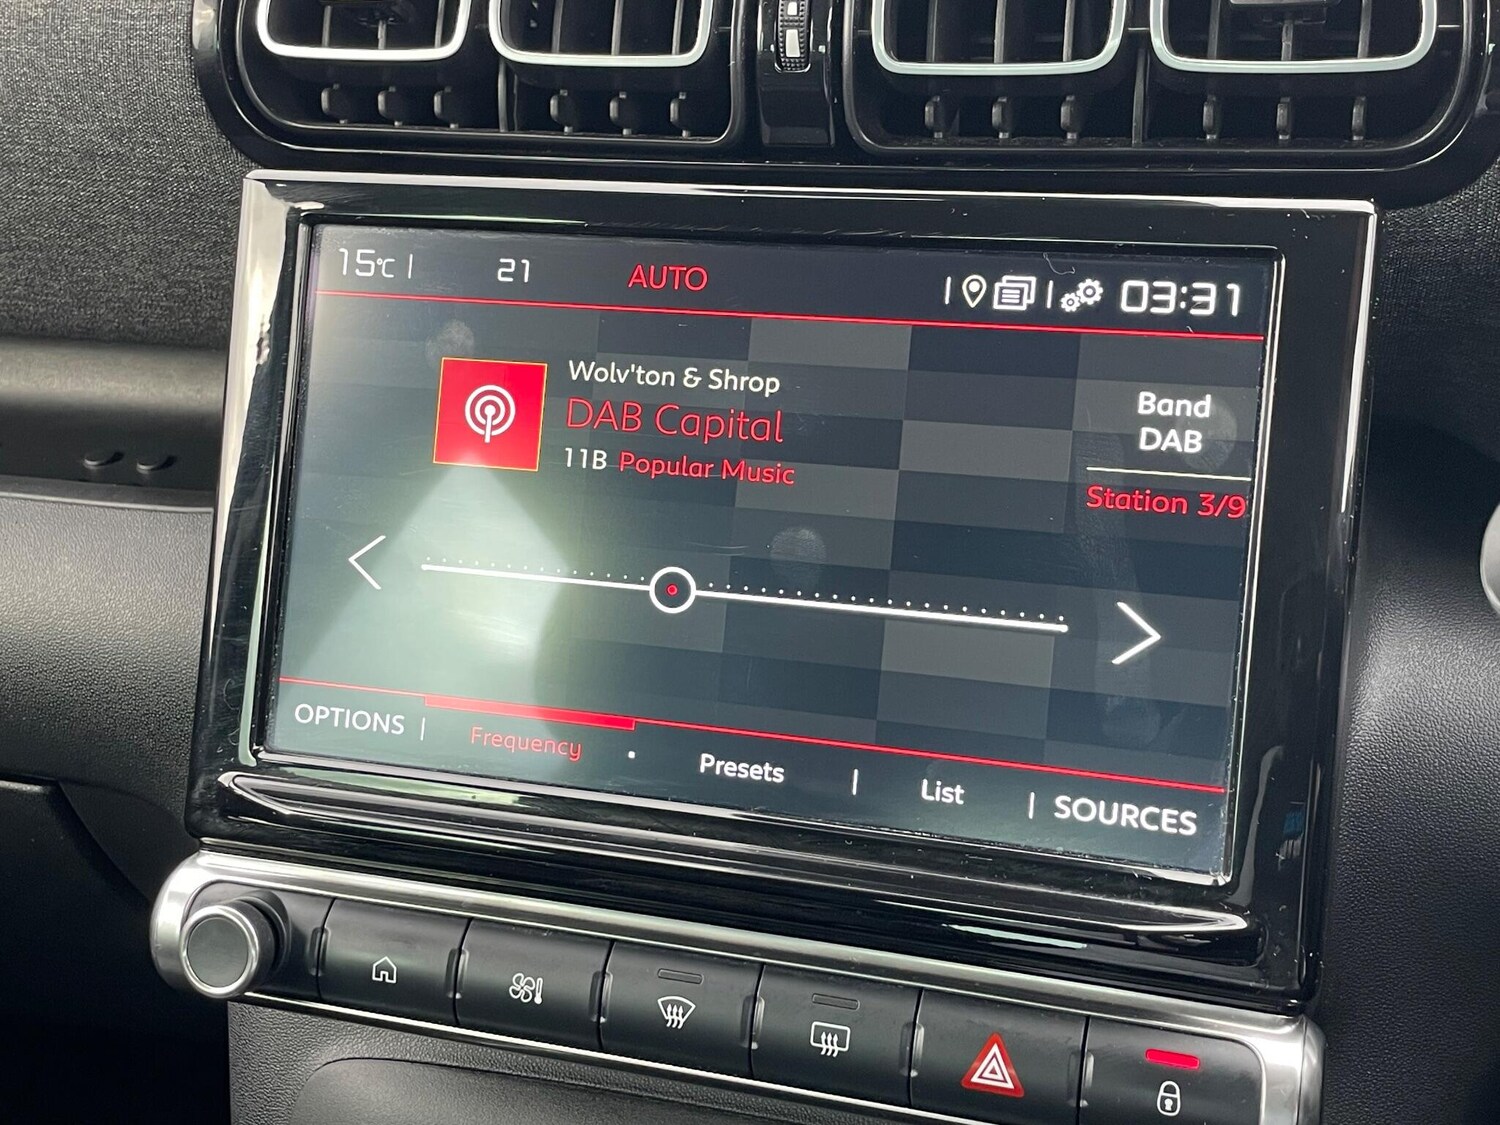 15°C | 21 AUTO 03:31
Wolv'ton & Shrop
DAB Capital
11B Popular Music
Band
DAB
Station 3/9
OPTIONS | Frequency Presets | List | SOURCES